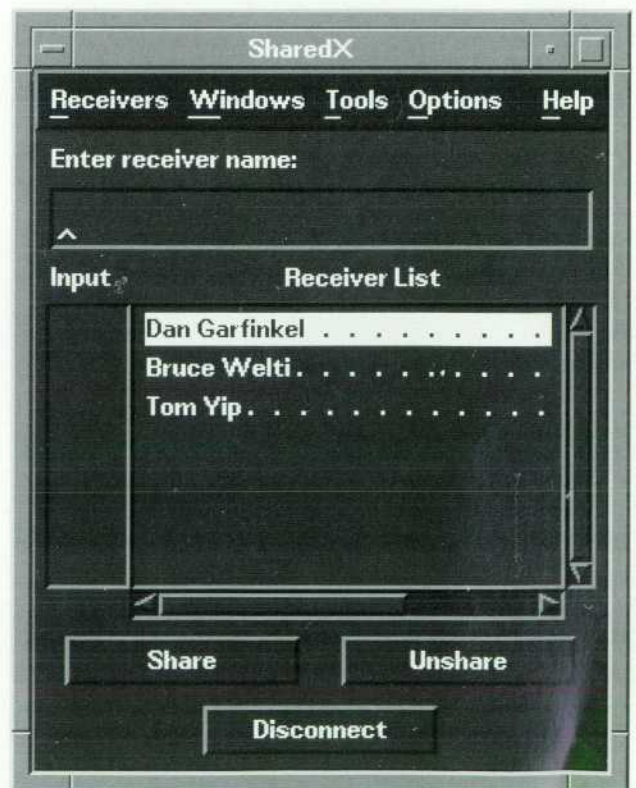 SharedX
Receivers Windows Tools Options Help
Enter receiver name:
^
Input Receiver List
Dan Garfinkel . . . . . . . . .
Bruce Welti . . . . . . . . . .
Tom Yip . . . . . . . . . . . .
Share Unshare
Disconnect